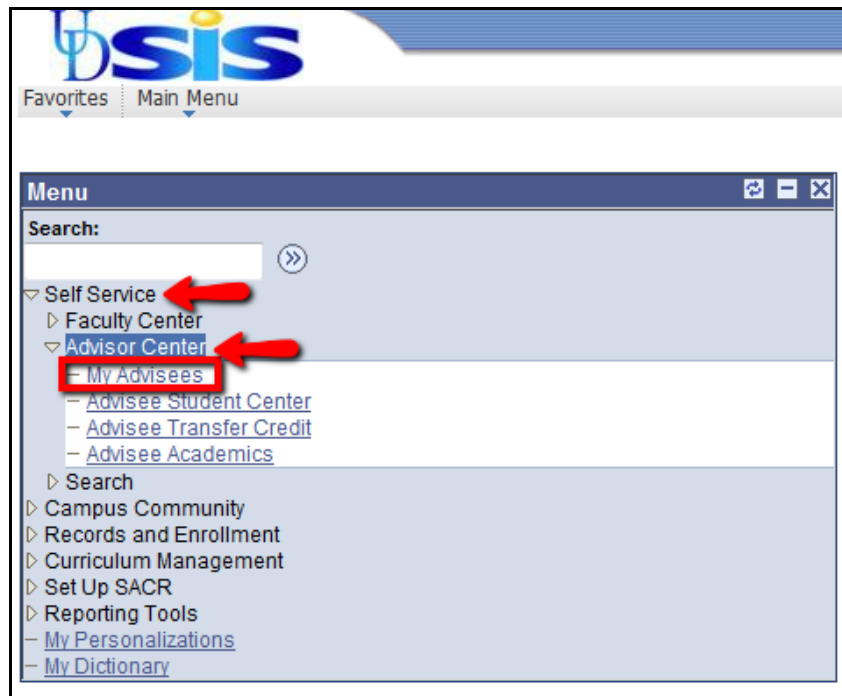 UDSIS
Favorites Main Menu
Menu
Search:
Self Service
Faculty Center
Advisor Center
My Advisees
Advisee Student Center
Advisee Transfer Credit
Advisee Academics
Search
Campus Community
Records and Enrollment
Curriculum Management
Set Up SACR
Reporting Tools
My Personalizations
My Dictionary